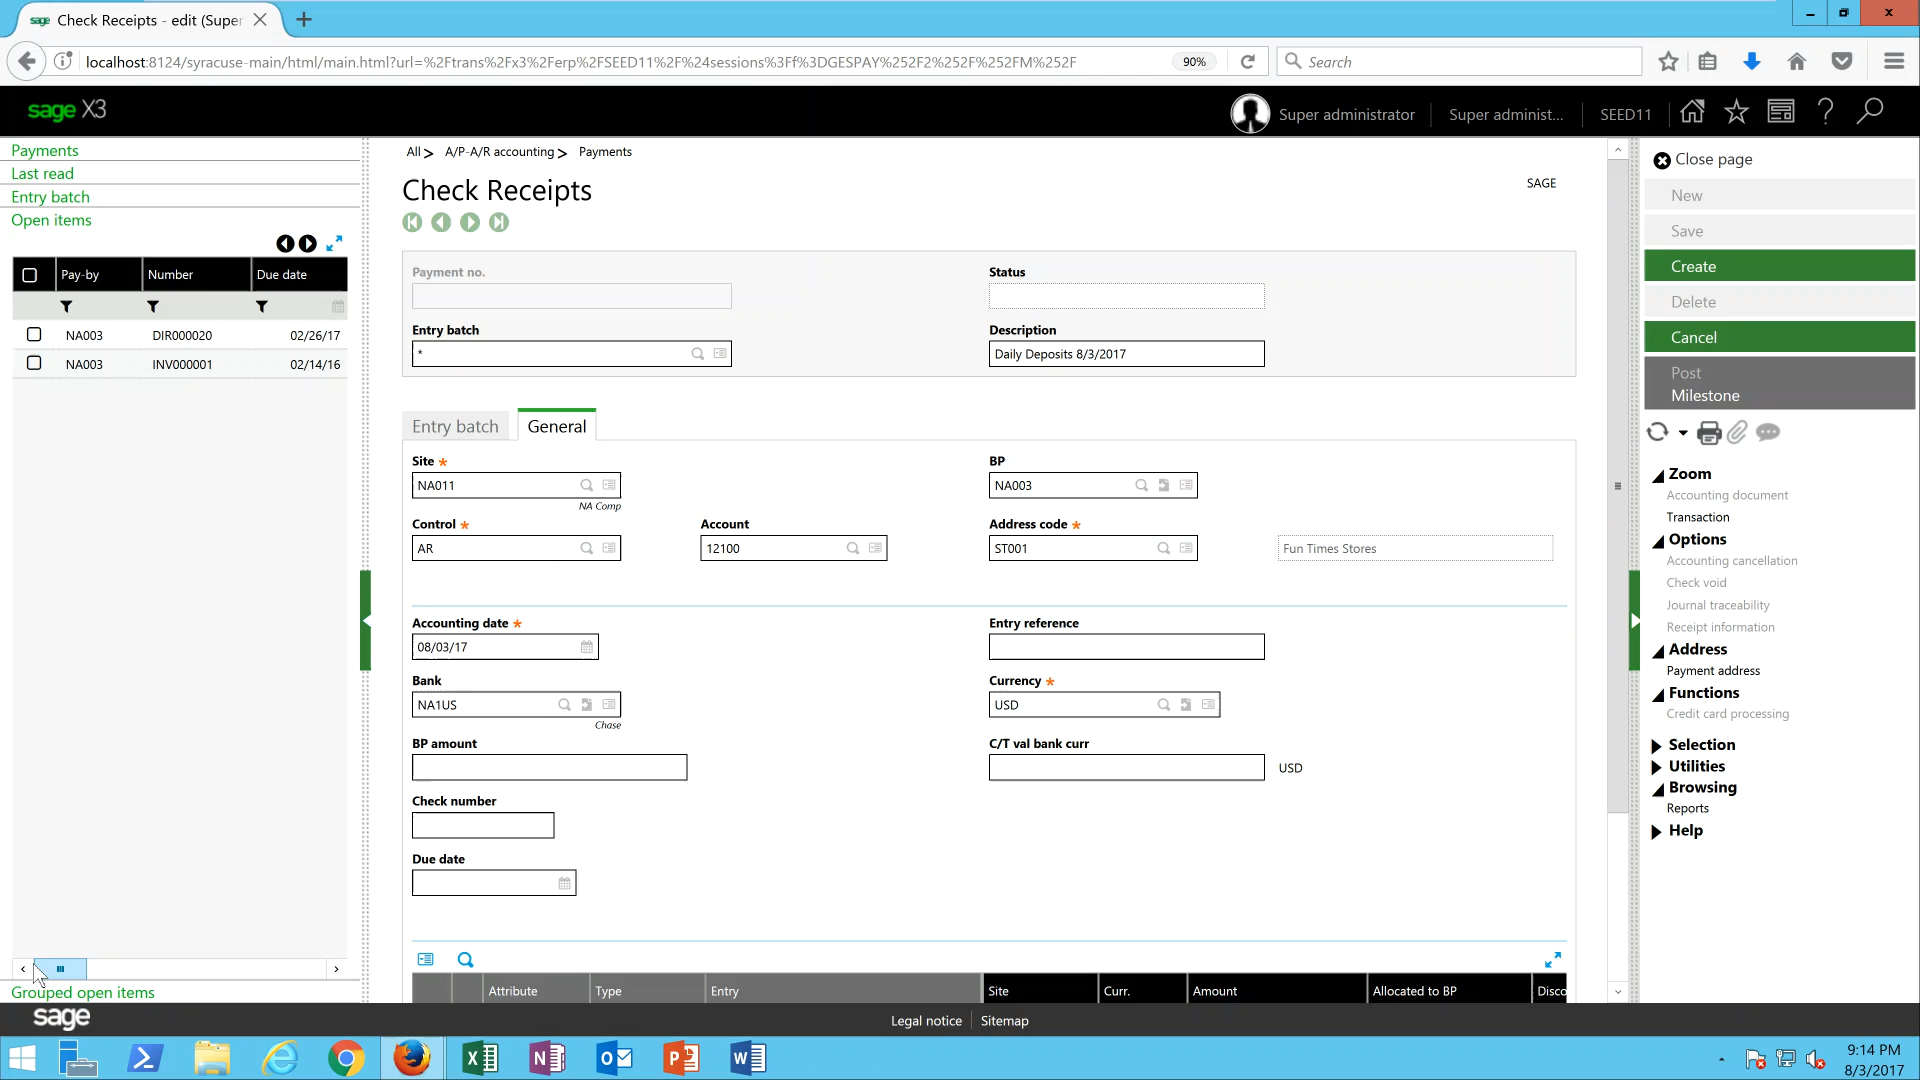 sage Check Receipts - edit (Super
localhost:8124/syracuse-main/html/main.html?url=%2Ftrans%2Fx3%2Ferp%2FSEED11%2F%24sessions%3Ff%3DGESPAY%252F2%252F%252FM%252F
90%
Search
sage X3
Super administrator
Super administ...
SEED11
Payments
Last read
Entry batch
Open items
Pay-by Number Due date
NA003 DIR000020 02/26/17
NA003 INV000001 02/14/16
Grouped open items
All > A/P-A/R accounting > Payments
Check Receipts
SAGE
Payment no.
Status
Entry batch
*
Description
Daily Deposits 8/3/2017
Entry batch
General
Site *
NA011
NA Comp
BP
NA003
Control *
AR
Account
12100
Address code *
ST001
Fun Times Stores
Accounting date *
08/03/17
Entry reference
Bank
NA1US
Chase
Currency *
USD
BP amount
C/T val bank curr
USD
Check number
Due date
Attribute Type Entry Site Curr. Amount Allocated to BP Disco
Close page
New
Save
Create
Delete
Cancel
Post
Milestone
Zoom
Accounting document
Transaction
Options
Accounting cancellation
Check void
Journal traceability
Receipt information
Address
Payment address
Functions
Credit card processing
Selection
Utilities
Browsing
Reports
Help
sage
Legal notice
Sitemap
9:14 PM
8/3/2017